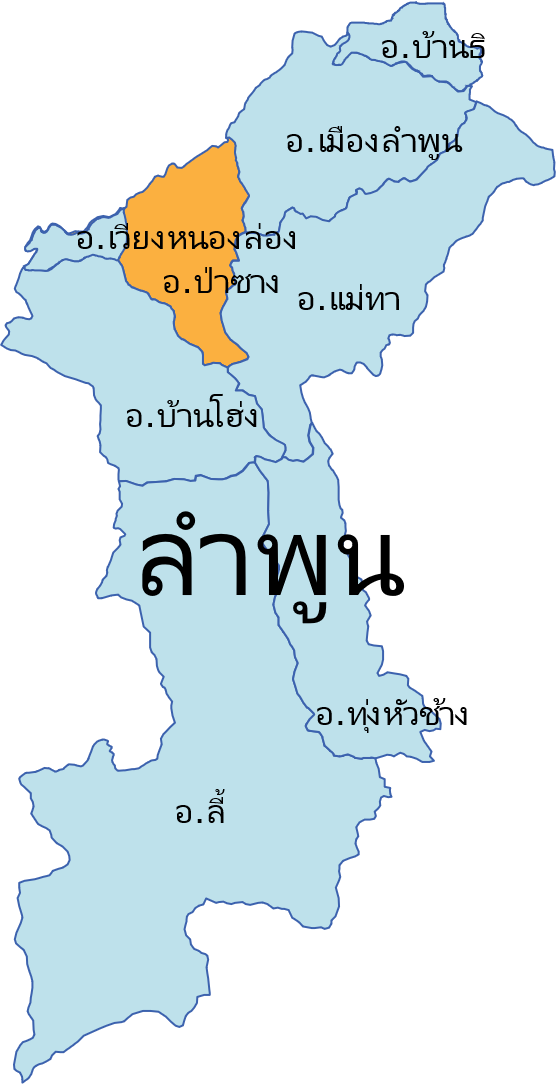 อ.บ้านธิ
อ.เมืองลำพูน
อ.เวียงหนองล่อง
อ.ป่าซาง
อ.แม่ทา
อ.บ้านโฮ่ง
ลำพูน
อ.ทุ่งหัวช้าง
อ.ลี้